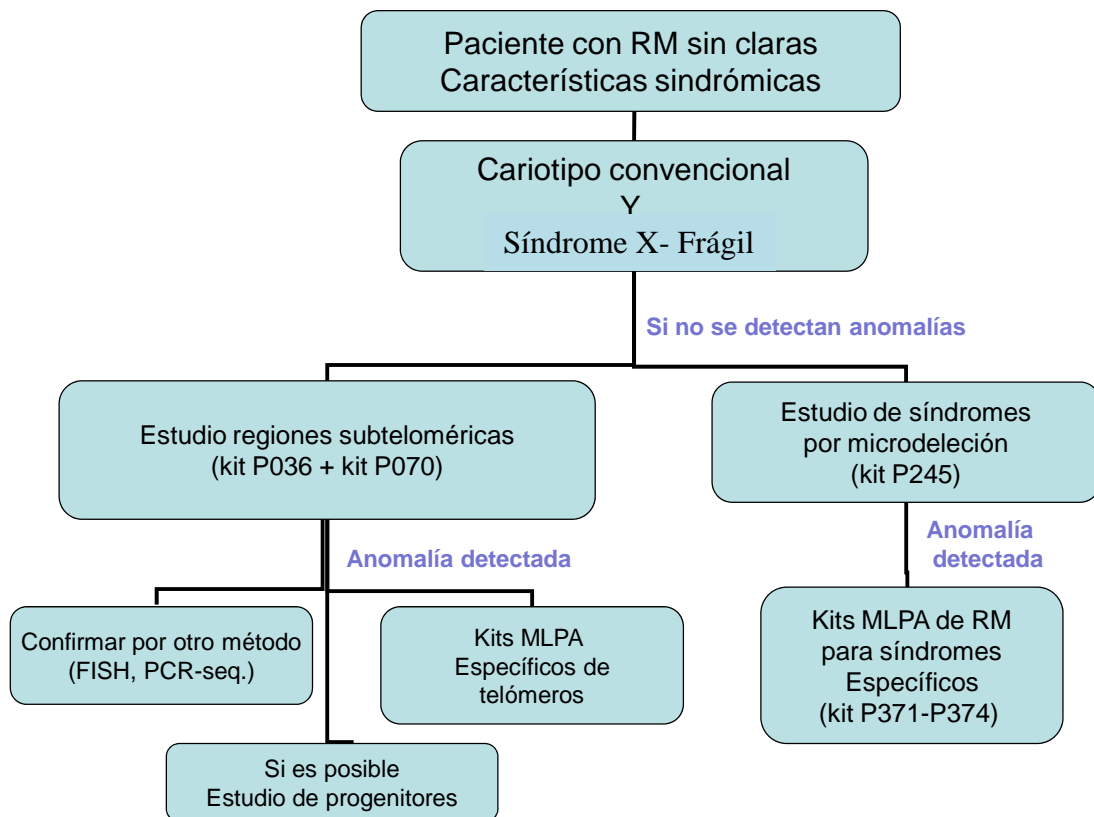 Paciente con RM sin claras
Características sindrómicas
Cariotipo convencional
Y
Síndrome X- Frágil
Si no se detectan anomalías
Estudio regiones subteloméricas
(kit P036 + kit P070)
Estudio de síndromes
por microdeleción
(kit P245)
Anomalía detectada
Anomalía
detectada
Confirmar por otro método
(FISH, PCR-seq.)
Kits MLPA
Específicos de
telómeros
Kits MLPA de RM
para síndromes
Específicos
(kit P371-P374)
Si es posible
Estudio de progenitores